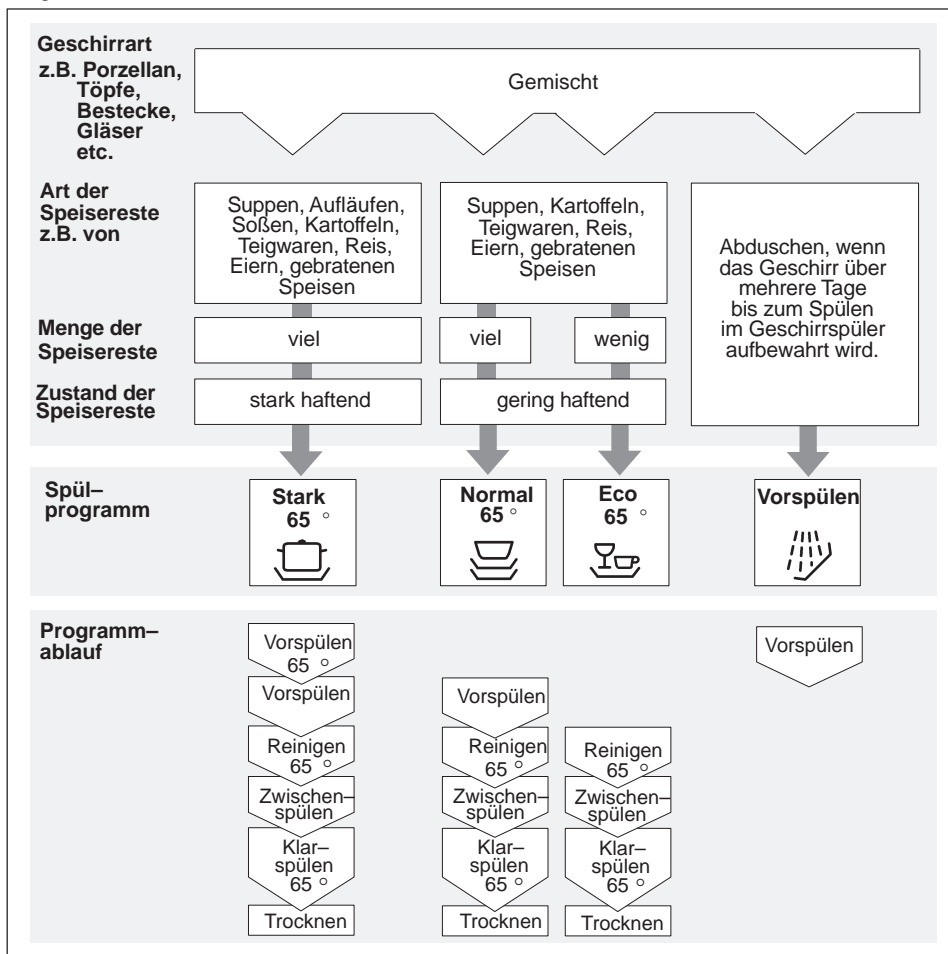 Geschirrart
z.B. Porzellan,
Töpfe,
Bestecke,
Gläser
etc.
Gemischt
Art der
Speisereste
z.B. von
Suppen, Aufläufen,
Soßen, Kartoffeln,
Teigwaren, Reis,
Eiern, gebratenen
Speisen
Suppen, Kartoffeln,
Teigwaren, Reis,
Eiern, gebratenen
Speisen
Abduschen, wenn
das Geschirr über
mehrere Tage
bis zum Spülen
im Geschirrspüler
aufbewahrt wird.
Menge der
Speisereste
viel
viel
wenig
Zustand der
Speisereste
stark haftend
gering haftend
Spül–
programm
Stark
65 °
Normal
65 °
Eco
65 °
Vorspülen
Programm–
ablauf
Vorspülen
65 °
Vorspülen
Reinigen
65 °
Zwischen–
spülen
Klar–
spülen
65 °
Trocknen
Vorspülen
Reinigen
65 °
Zwischen–
spülen
Klar–
spülen
65 °
Trocknen
Reinigen
65 °
Zwischen–
spülen
Klar–
spülen
65 °
Trocknen
Vorspülen